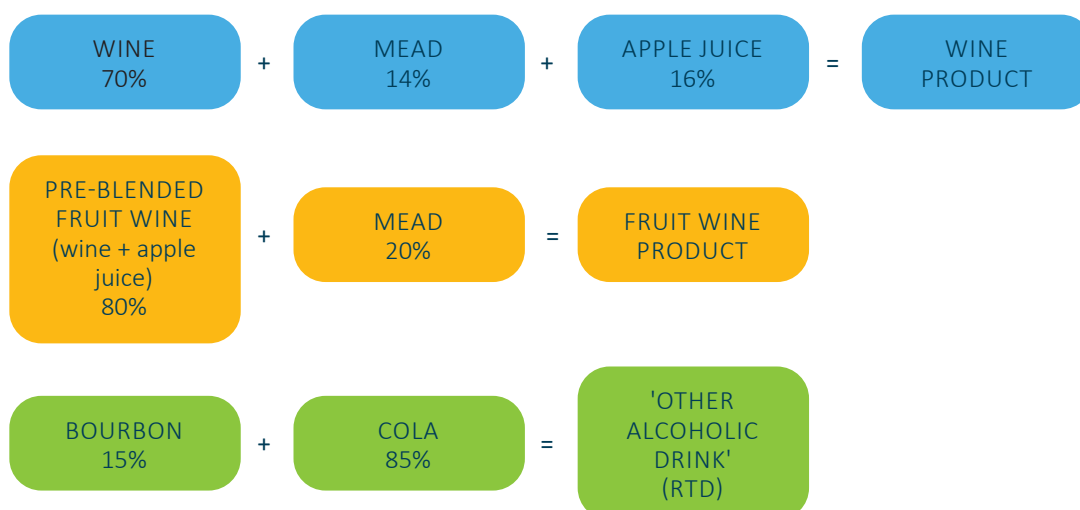 WINE
70%
+
MEAD
14%
+
APPLE JUICE
16%
=
WINE
PRODUCT
PRE-BLENDED
FRUIT WINE
(wine + apple
juice)
80%
+
MEAD
20%
=
FRUIT WINE
PRODUCT
BOURBON
15%
+
COLA
85%
=
'OTHER
ALCOHOLIC
DRINK'
(RTD)